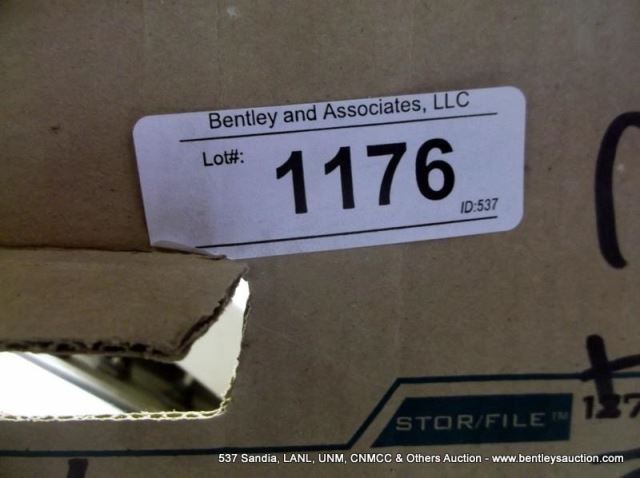 Bentley and Associates, LLC
Lot#:
1176
ID:537
STOR/FILE™
537 Sandia, LANL, UNM, CNMCC & Others Auction - www.bentleysauction.com